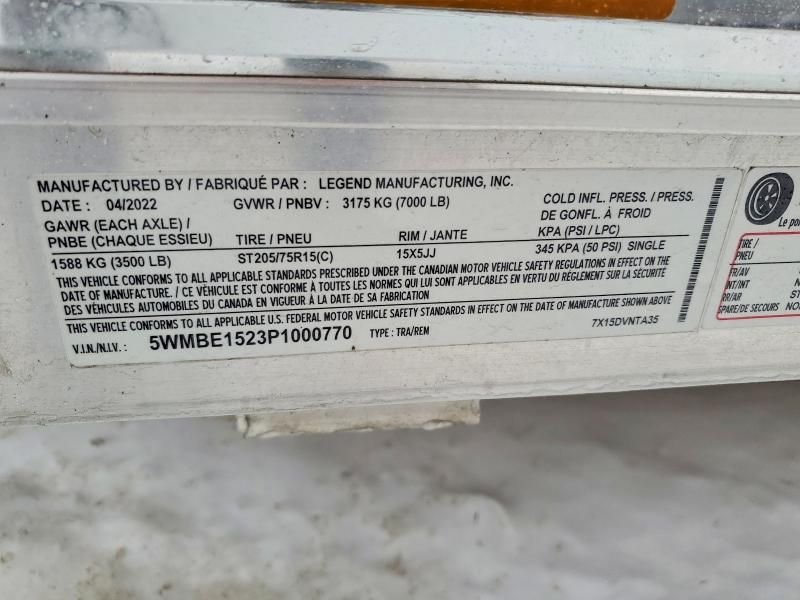 MANUFACTURED BY / FABRIQUÉ PAR : LEGEND MANUFACTURING, INC.
DATE : 04/2022 GVWR / PNBV : 3175 KG (7000 LB)
COLD INFL. PRESS. / PRESS.
DE GONFL. À FROID
GAWR (EACH AXLE) /
PNBE (CHAQUE ESSIEU) TIRE / PNEU RIM / JANTE KPA (PSI / LPC)
1588 KG (3500 LB) ST205/75R15(C) 15X5JJ 345 KPA (50 PSI) SINGLE
THIS VEHICLE CONFORMS TO ALL STANDARDS PRESCRIBED UNDER THE CANADIAN MOTOR VEHICLE SAFETY REGULATIONS IN EFFECT ON THE
DATE OF MANUFACTURE. / CE VÉHICULE EST CONFORME À TOUTES LES NORMES QUI LUI SONT APPLICABLES EN VERTU DU RÈGLEMENT SUR LA SÉCURITÉ
DES VÉHICULES AUTOMOBILES DU CANADA EN VIGUEUR À LA DATE DE SA FABRICATION
THIS VEHICLE CONFORMS TO ALL APPLICABLE U.S. FEDERAL MOTOR VEHICLE SAFETY STANDARDS IN EFFECT ON THE DATE OF MANUFACTURE SHOWN ABOVE
V.I.N./N.I.V.: 5WMBE1523P1000770 TYPE : TRA/REM 7X15DVNTA35
Le
TIRE /
PNEU
FR/AV
INT/INT
RR/AR ST
SPARE/DE SECOURS